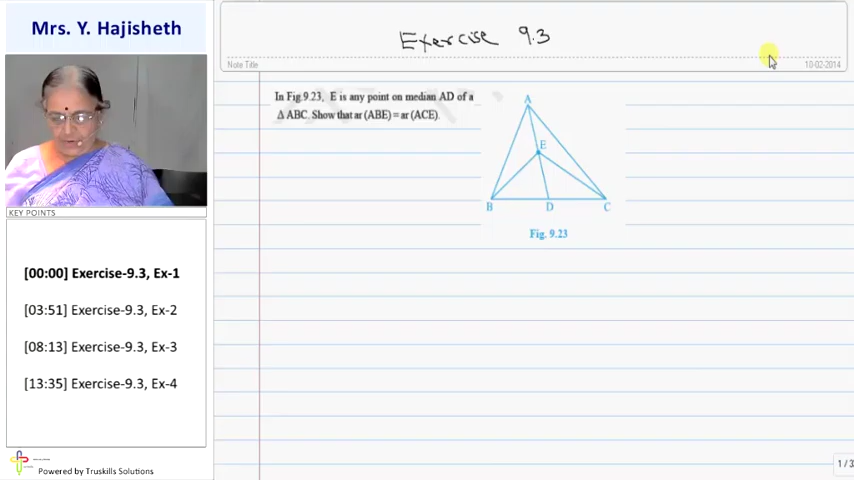 Mrs. Y. Hajisheth
Exercise 9.3
Note Title
10-02-2014
In Fig.9.23, E is any point on median AD of a
Δ ABC. Show that ar (ABE) = ar (ACE).
A
E
B
D
C
Fig. 9.23
KEY POINTS
[00:00] Exercise-9.3, Ex-1
[03:51] Exercise-9.3, Ex-2
[08:13] Exercise-9.3, Ex-3
[13:35] Exercise-9.3, Ex-4
Powered by Truskills Solutions
1/3